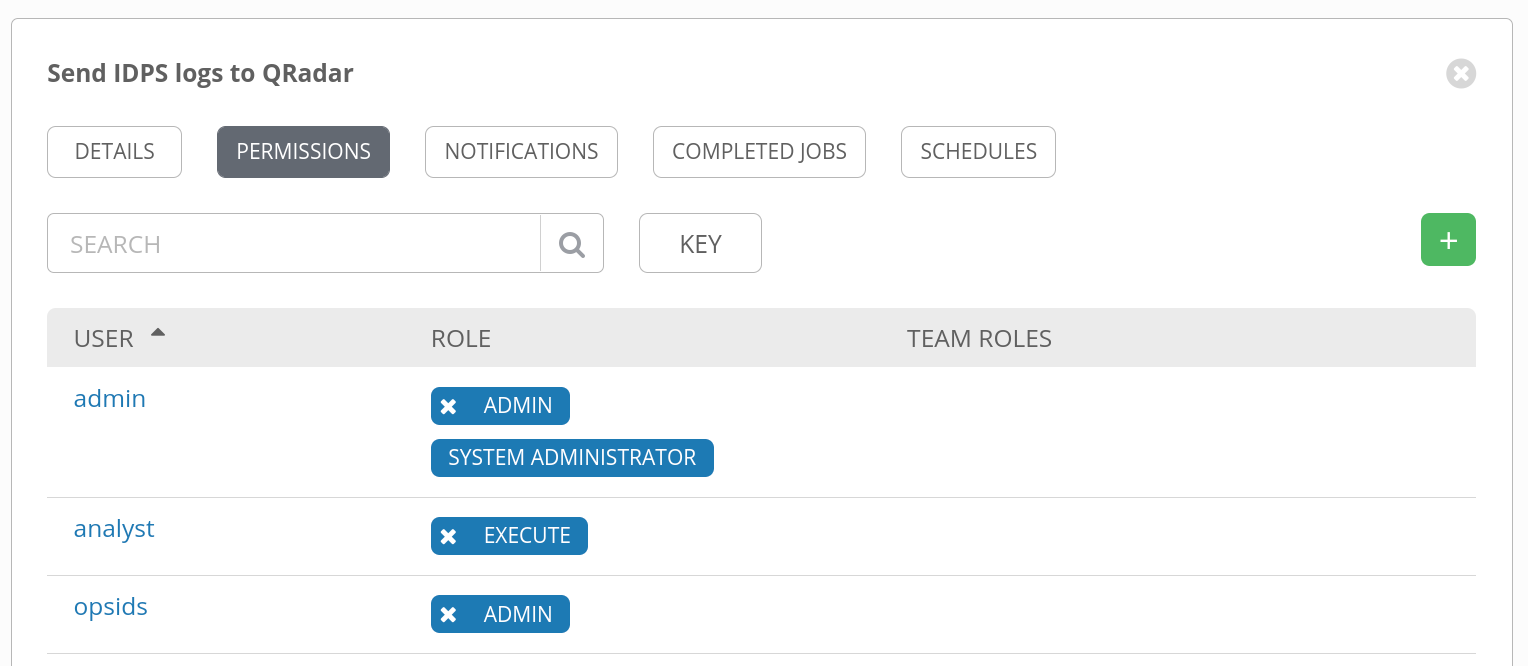 Send IDPS logs to QRadar
DETAILS PERMISSIONS NOTIFICATIONS COMPLETED JOBS SCHEDULES
SEARCH KEY +
USER ROLE TEAM ROLES
admin ADMIN
SYSTEM ADMINISTRATOR
analyst EXECUTE
opsids ADMIN